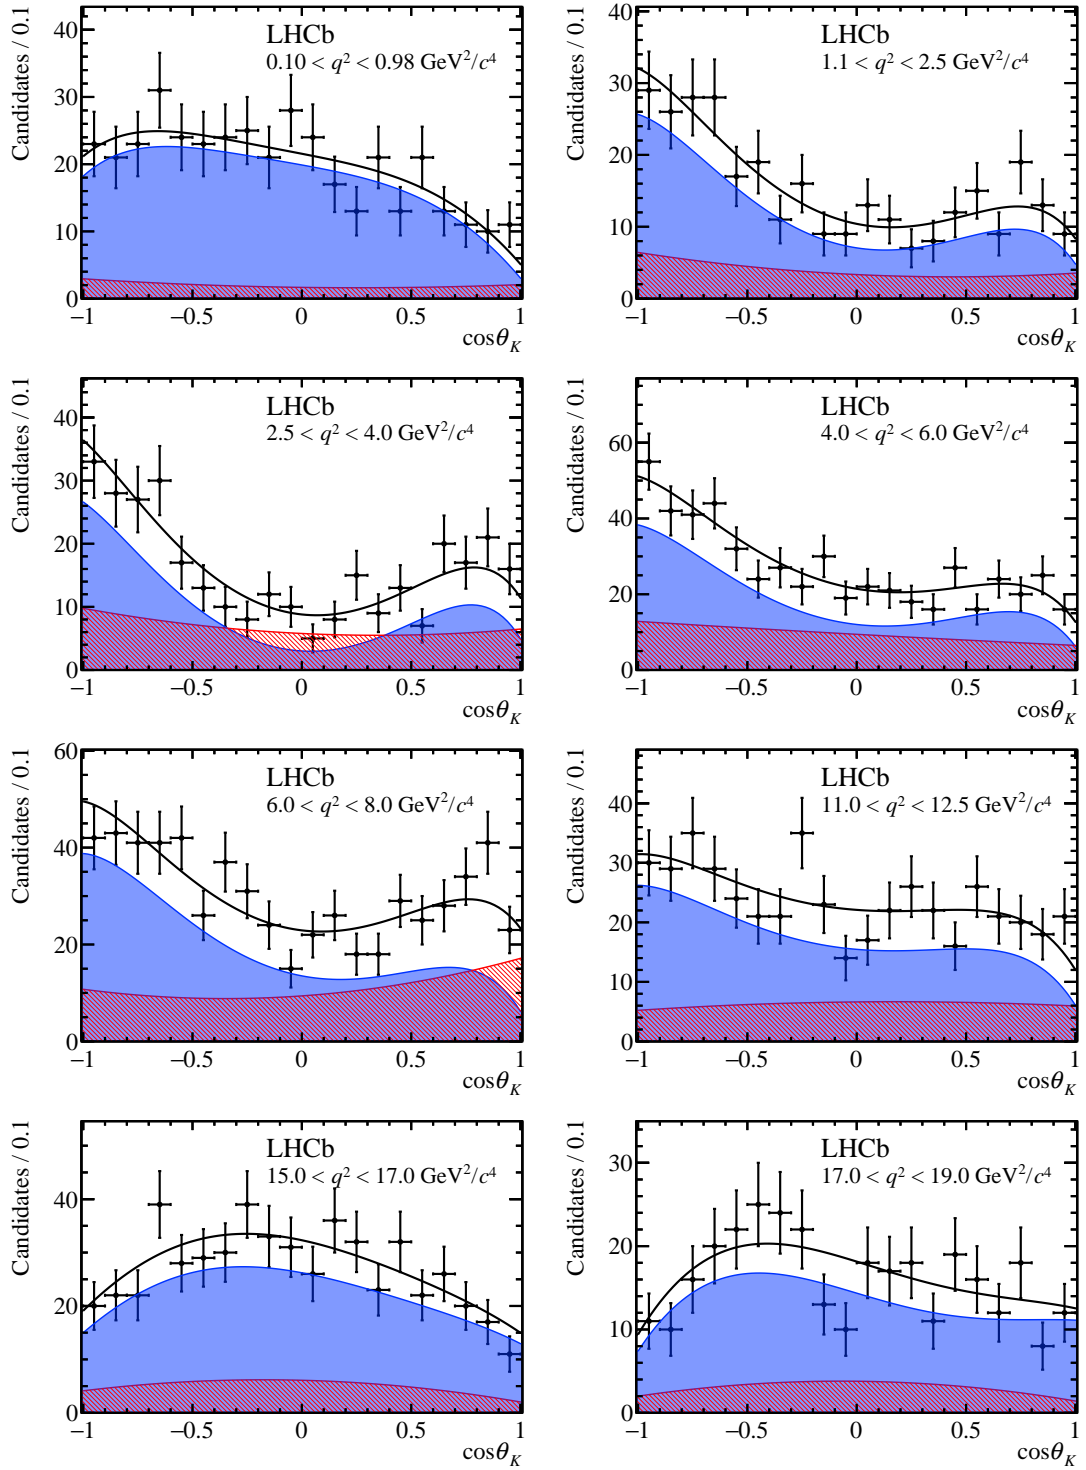 Candidates / 0.1
LHCb
0.10 < q² < 0.98 GeV²/c⁴
40
30
20
10
0
−1 −0.5 0 0.5 1
cosθ_K
Candidates / 0.1
LHCb
1.1 < q² < 2.5 GeV²/c⁴
40
30
20
10
0
−1 −0.5 0 0.5 1
cosθ_K
Candidates / 0.1
LHCb
2.5 < q² < 4.0 GeV²/c⁴
40
30
20
10
0
−1 −0.5 0 0.5 1
cosθ_K
Candidates / 0.1
LHCb
4.0 < q² < 6.0 GeV²/c⁴
60
40
20
0
−1 −0.5 0 0.5 1
cosθ_K
Candidates / 0.1
LHCb
6.0 < q² < 8.0 GeV²/c⁴
60
40
20
0
−1 −0.5 0 0.5 1
cosθ_K
Candidates / 0.1
LHCb
11.0 < q² < 12.5 GeV²/c⁴
40
30
20
10
0
−1 −0.5 0 0.5 1
cosθ_K
Candidates / 0.1
LHCb
15.0 < q² < 17.0 GeV²/c⁴
40
20
0
−1 −0.5 0 0.5 1
cosθ_K
Candidates / 0.1
LHCb
17.0 < q² < 19.0 GeV²/c⁴
30
20
10
0
−1 −0.5 0 0.5 1
cosθ_K